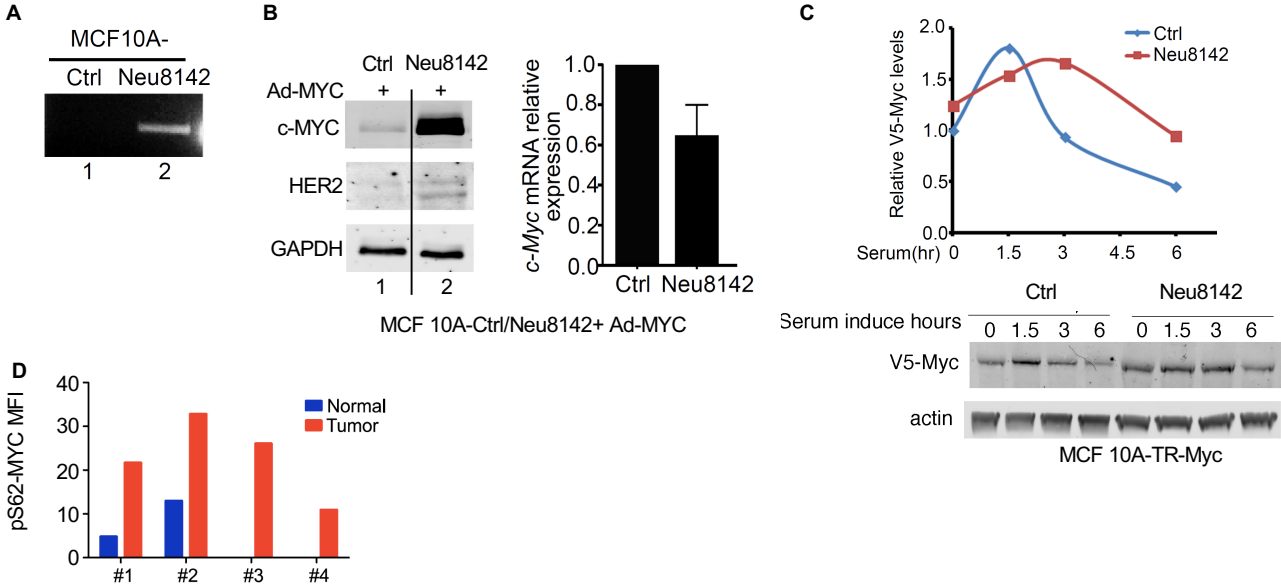 A
MCF10A-
Ctrl Neu8142
1 2
B
Ctrl Neu8142
Ad-MYC + +
c-MYC
HER2
GAPDH
1 2
c-Myc mRNA relative
expression
1.0
0.8
0.6
0.4
0.2
0.0
Ctrl Neu8142
MCF 10A-Ctrl/Neu8142+ Ad-MYC
C
Relative V5-Myc levels
2.0
1.5
1.0
0.5
0.0
Ctrl
Neu8142
Serum(hr) 0 1.5 3 4.5 6
Ctrl Neu8142
Serum induce hours
0 1.5 3 6 0 1.5 3 6
V5-Myc
actin
MCF 10A-TR-Myc
D
pS62-MYC MFI
40
30
20
10
0
Normal
Tumor
#1 #2 #3 #4